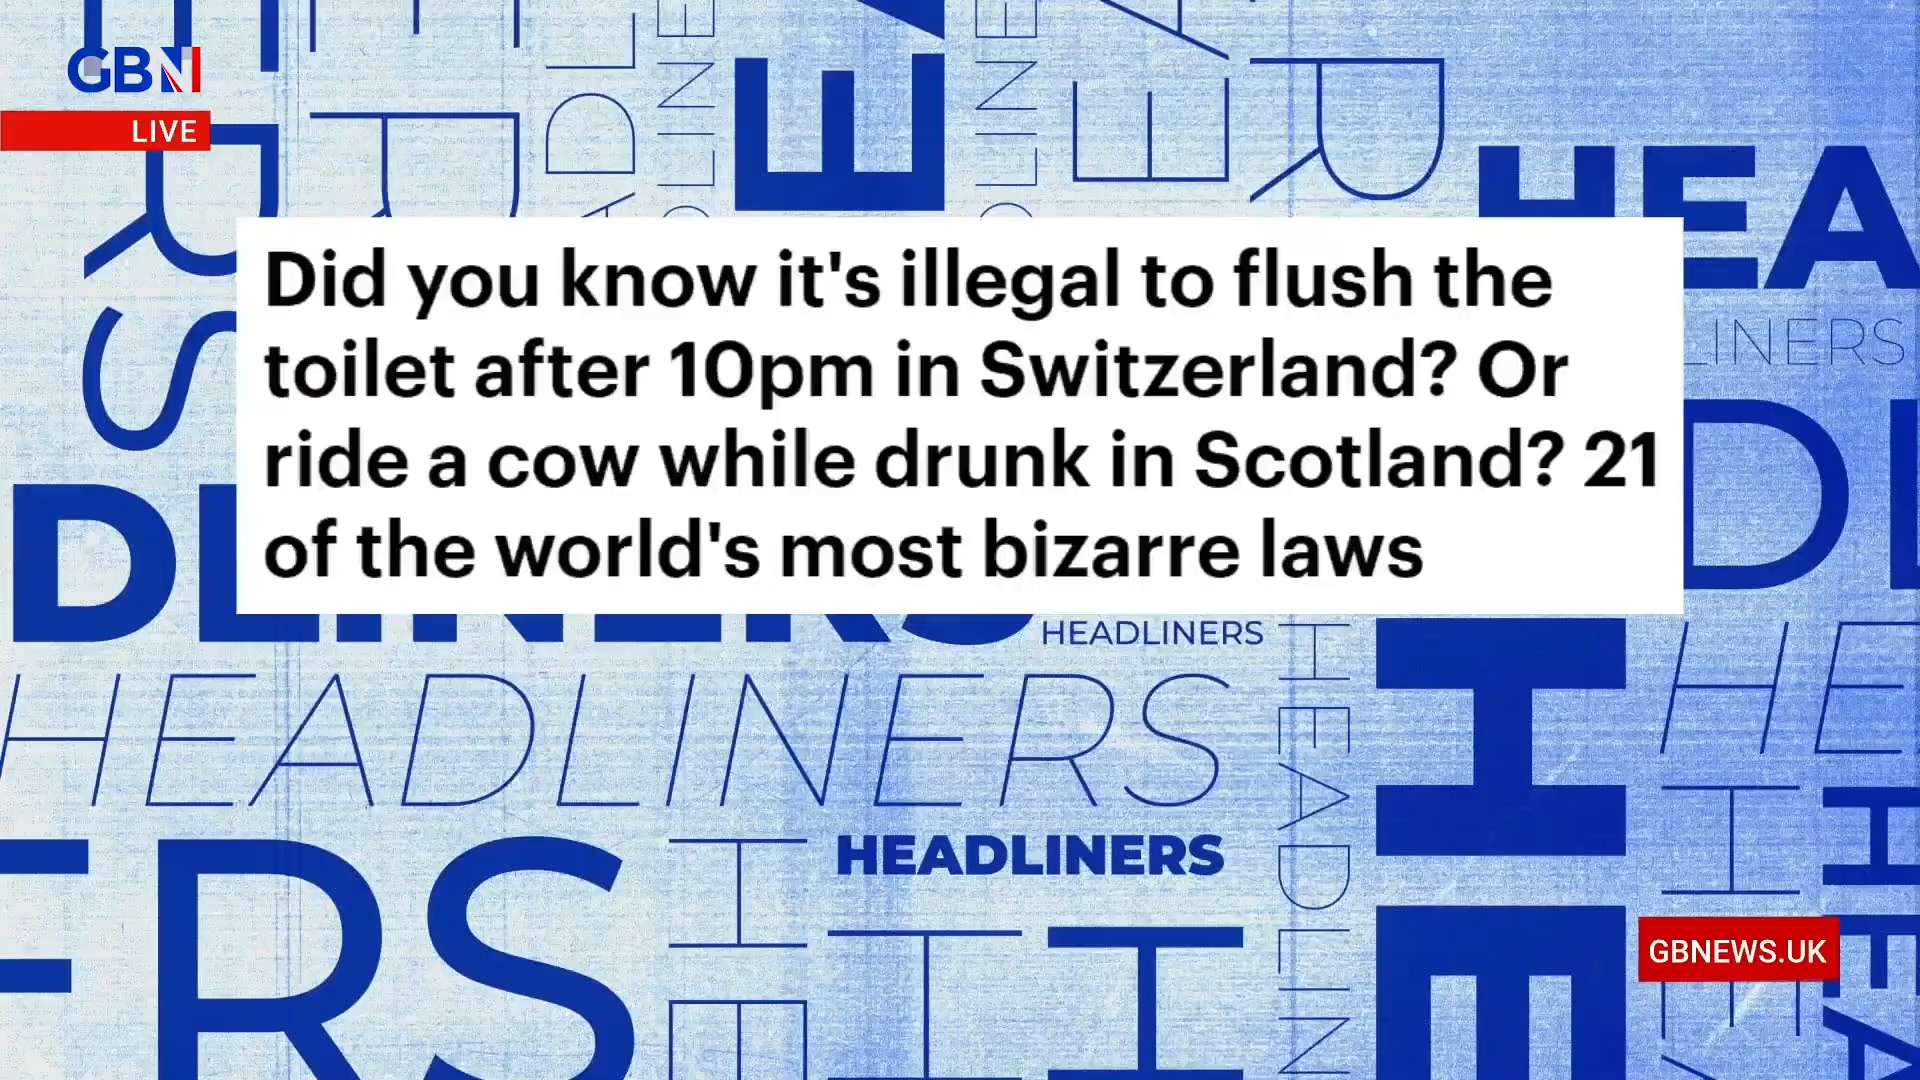 GBN
LIVE
Did you know it's illegal to flush the
toilet after 10pm in Switzerland? Or
ride a cow while drunk in Scotland? 21
of the world's most bizarre laws
HEADLINERS
HEADLINERS
HEADLINERS
GBNEWS.UK